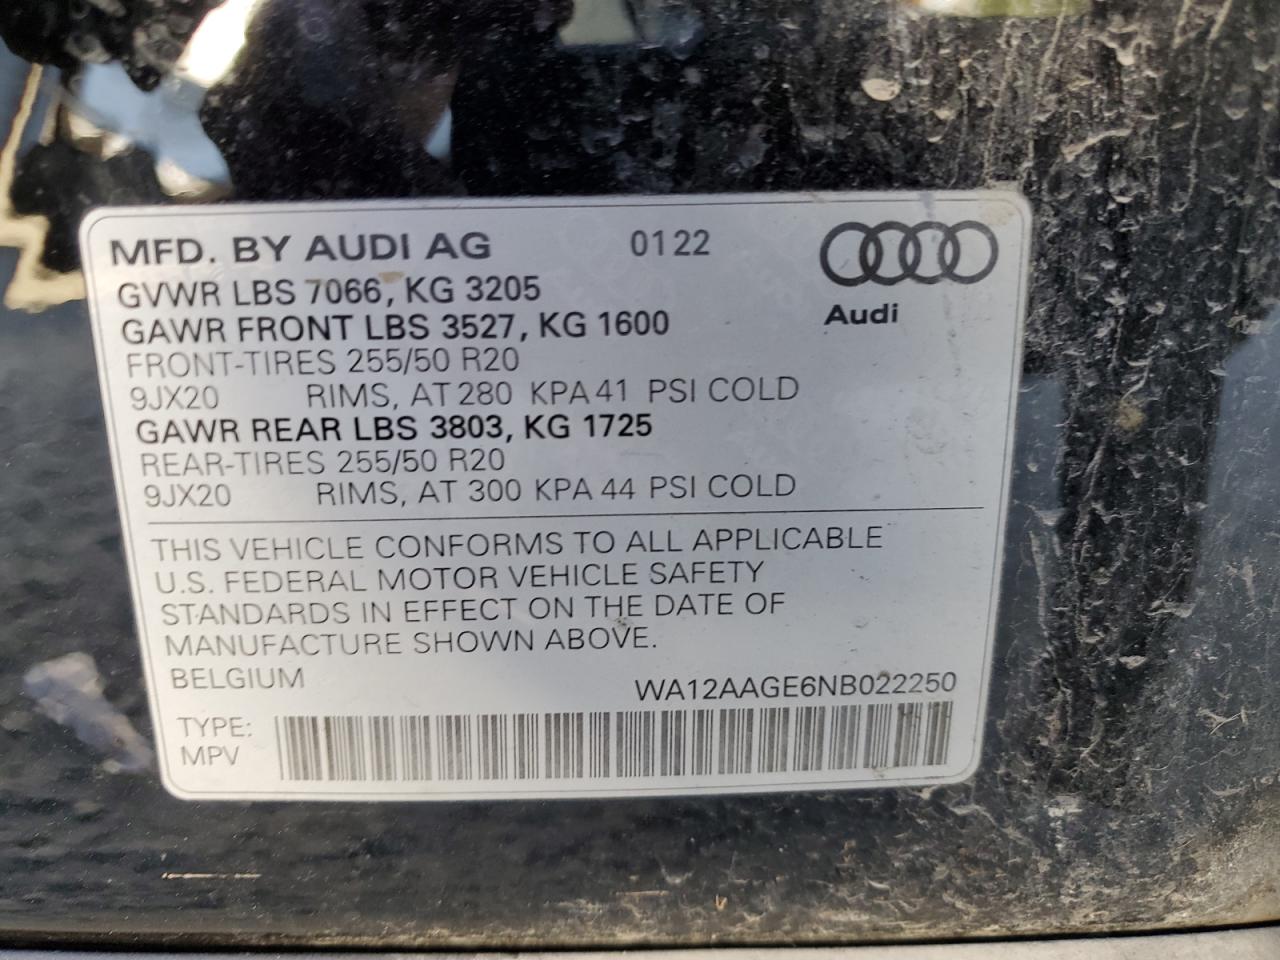 MFD. BY AUDI AG 0122
GVWR LBS 7066, KG 3205
GAWR FRONT LBS 3527, KG 1600
Audi
FRONT-TIRES 255/50 R20
9JX20 RIMS, AT 280 KPA 41 PSI COLD
GAWR REAR LBS 3803, KG 1725
REAR-TIRES 255/50 R20
9JX20 RIMS, AT 300 KPA 44 PSI COLD
THIS VEHICLE CONFORMS TO ALL APPLICABLE
U.S. FEDERAL MOTOR VEHICLE SAFETY
STANDARDS IN EFFECT ON THE DATE OF
MANUFACTURE SHOWN ABOVE.
BELGIUM WA12AAGE6NB022250
TYPE:
MPV